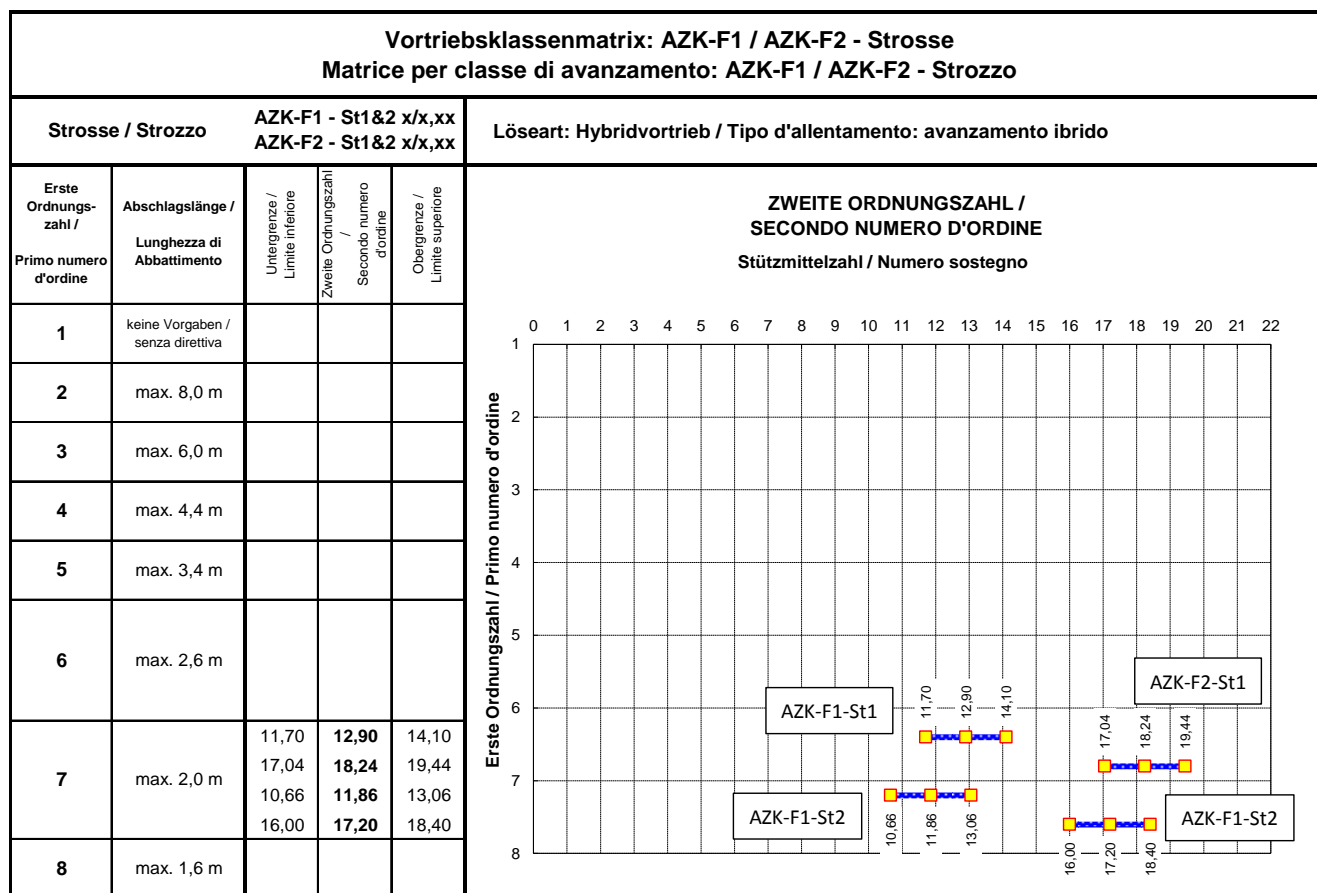 Vortriebsklassenmatrix: AZK-F1 / AZK-F2 - Strosse
Matrice per classe di avanzamento: AZK-F1 / AZK-F2 - Strozzo
Strosse / Strozzo
AZK-F1 - St1&2 x/x,xx
AZK-F2 - St1&2 x/x,xx
Löseart: Hybridvortrieb / Tipo d'allentamento: avanzamento ibrido
Erste
Ordnungs-
zahl /
Primo numero
d'ordine
Abschlagslänge /
Lunghezza di
Abbattimento
Untergrenze /
Limite inferiore
Zweite Ordnungszahl
/
Secondo numero
d'ordine
Obergrenze /
Limite superiore
1
keine Vorgaben /
senza direttiva
2
max. 8,0 m
3
max. 6,0 m
4
max. 4,4 m
5
max. 3,4 m
6
max. 2,6 m
7
max. 2,0 m
11,70 12,90 14,10
17,04 18,24 19,44
10,66 11,86 13,06
16,00 17,20 18,40
8
max. 1,6 m
ZWEITE ORDNUNGSZAHL /
SECONDO NUMERO D'ORDINE
Stützmittelzahl / Numero sostegno
0 1 2 3 4 5 6 7 8 9 10 11 12 13 14 15 16 17 18 19 20 21 22
Erste Ordnungszahl / Primo numero d'ordine
1
2
3
4
5
6
7
8
AZK-F1-St1
11,70 12,90 14,10
AZK-F2-St1
17,04 18,24 19,44
AZK-F1-St2
10,66 11,86 13,06
AZK-F1-St2
16,00 17,20 18,40